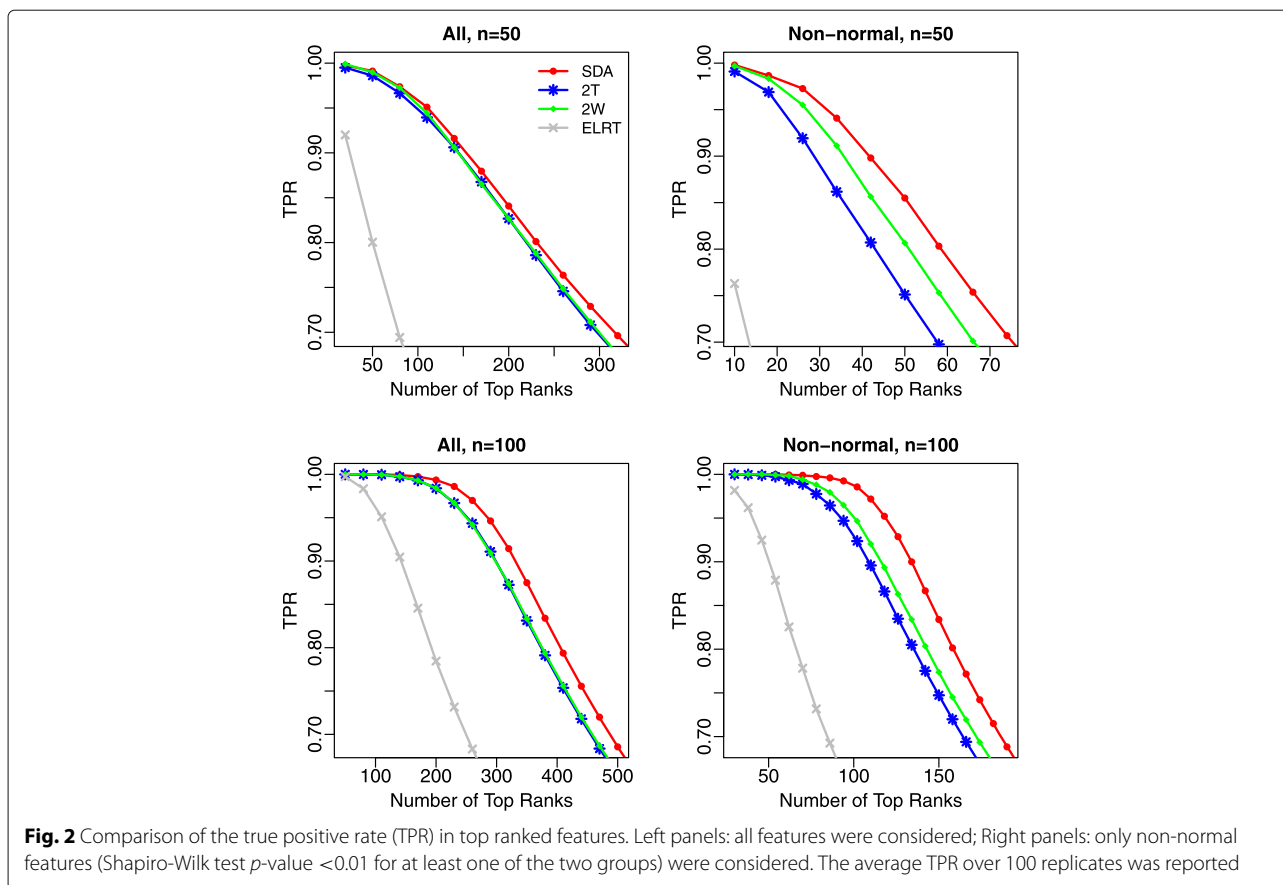 All, n=50
TPR
1.00
0.90
0.80
0.70
SDA
2T
2W
ELRT
50 100 200 300
Number of Top Ranks
Non−normal, n=50
TPR
1.00
0.90
0.80
0.70
10 20 30 40 50 60 70
Number of Top Ranks
All, n=100
TPR
1.00
0.90
0.80
0.70
100 200 300 400 500
Number of Top Ranks
Non−normal, n=100
TPR
1.00
0.90
0.80
0.70
50 100 150
Number of Top Ranks
Fig. 2 Comparison of the true positive rate (TPR) in top ranked features. Left panels: all features were considered; Right panels: only non-normal
features (Shapiro-Wilk test p-value <0.01 for at least one of the two groups) were considered. The average TPR over 100 replicates was reported